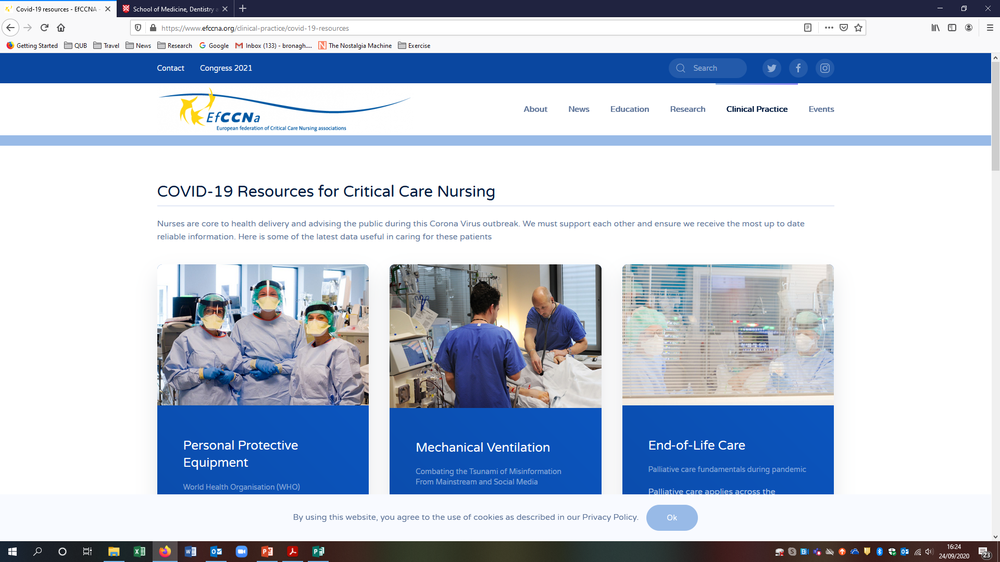 Covid-19 resources - EfCCNA -
School of Medicine, Dentistry a
https://www.efccna.org/clinical-practice/covid-19-resources
Getting Started QUB Travel News Research Google Inbox (133) - bronagh.... The Nostalgia Machine Exercise
Contact Congress 2021 Search
EfCCNa
European federation of Critical Care Nursing associations
About News Education Research Clinical Practice Events
COVID-19 Resources for Critical Care Nursing
Nurses are core to health delivery and advising the public during this Corona Virus outbreak. We must support each other and ensure we receive the most up to date
reliable information. Here is some of the latest data useful in caring for these patients
Personal Protective
Equipment
World Health Organisation (WHO)
Mechanical Ventilation
Combating the Tsunami of Misinformation
From Mainstream and Social Media
End-of-Life Care
Palliative care fundamentals during pandemic
Palliative care applies across the
By using this website, you agree to the use of cookies as described in our Privacy Policy. Ok
16:24
24/09/2020
23